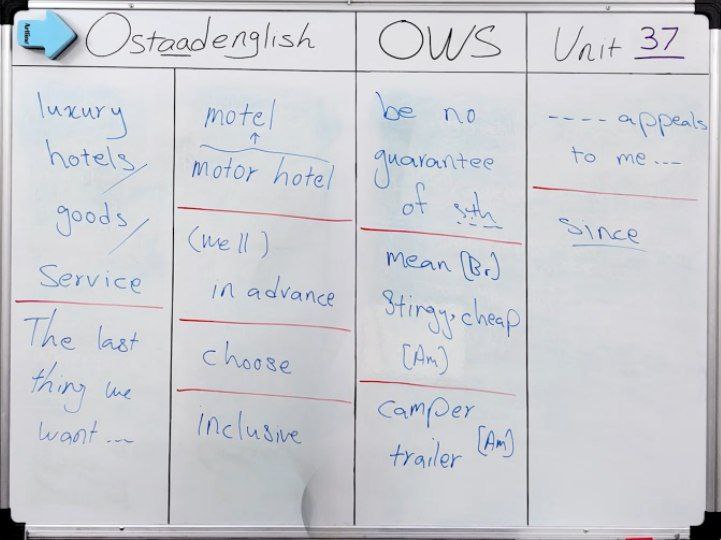 Artline
Ostaadenglish
OWS
Unit 37
luxury
hotels/
goods/
Service
The last
thing we
want ...
motel
↑
motor hotel
(well)
in advance
choose
inclusive
be no
guarantee
of sth
mean [Br]
Stingy, cheap
[Am]
camper
trailer [Am]
---- appeals
to me ...
Since